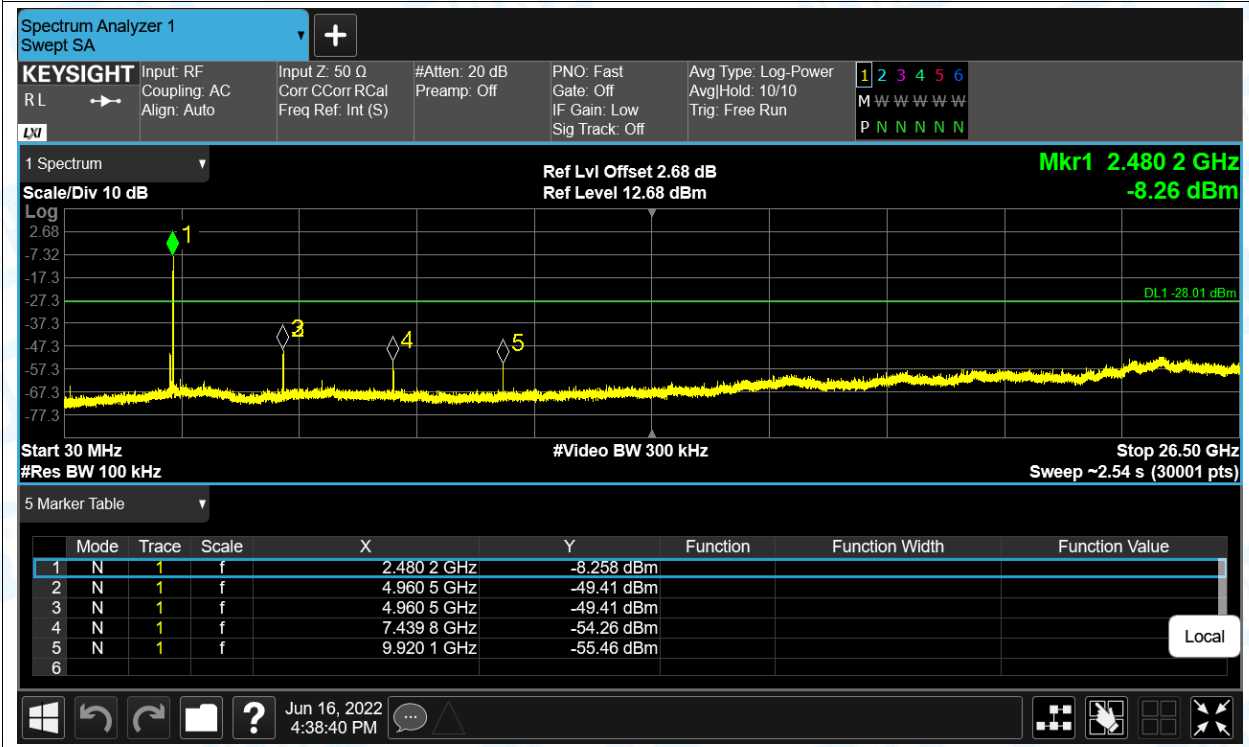 Spectrum Analyzer 1
Swept SA
KEYSIGHT
R L
LXI
Input: RF
Coupling: AC
Align: Auto
Input Z: 50 Ω
Corr CCorr RCal
Freq Ref: Int (S)
#Atten: 20 dB
Preamp: Off
PNO: Fast
Gate: Off
IF Gain: Low
Sig Track: Off
Avg Type: Log-Power
Avg|Hold: 10/10
Trig: Free Run
1 2 3 4 5 6
M W W W W W
P N N N N N
1 Spectrum
Scale/Div 10 dB
Ref Lvl Offset 2.68 dB
Ref Level 12.68 dBm
Mkr1 2.480 2 GHz
-8.26 dBm
Log
2.68
-7.32
-17.3
-27.3
-37.3
-47.3
-57.3
-67.3
-77.3
1
3
4
5
DL1 -28.01 dBm
Start 30 MHz
#Video BW 300 kHz
Stop 26.50 GHz
#Res BW 100 kHz
Sweep ~2.54 s (30001 pts)
5 Marker Table
Mode Trace Scale X Y Function Function Width Function Value
1 N 1 f 2.480 2 GHz -8.258 dBm
2 N 1 f 4.960 5 GHz -49.41 dBm
3 N 1 f 4.960 5 GHz -49.41 dBm
4 N 1 f 7.439 8 GHz -54.26 dBm
5 N 1 f 9.920 1 GHz -55.46 dBm
6
Local
?
Jun 16, 2022
4:38:40 PM